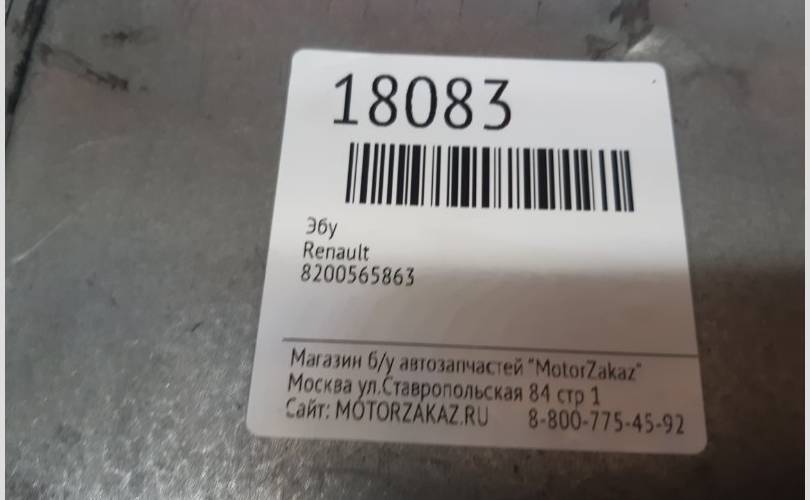 18083
Эбу
Renault
8200565863
Магазин б/у автозапчастей "MotorZakaz"
Москва ул.Ставропольская 84 стр 1
Сайт: MOTORZAKAZ.RU 8-800-775-45-92